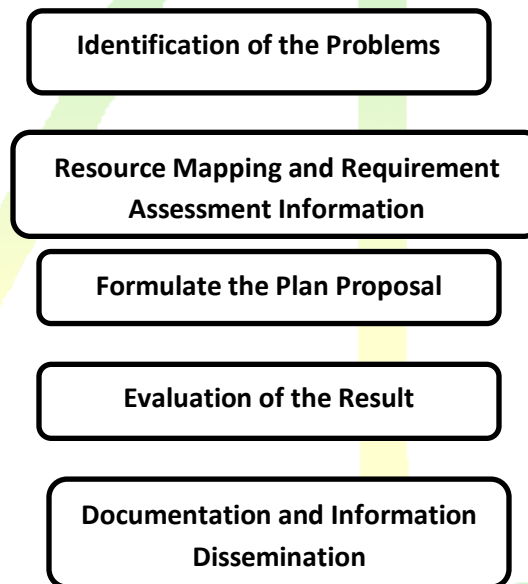 Identification of the Problems
Resource Mapping and Requirement
Assessment Information
Formulate the Plan Proposal
Evaluation of the Result
Documentation and Information
Dissemination